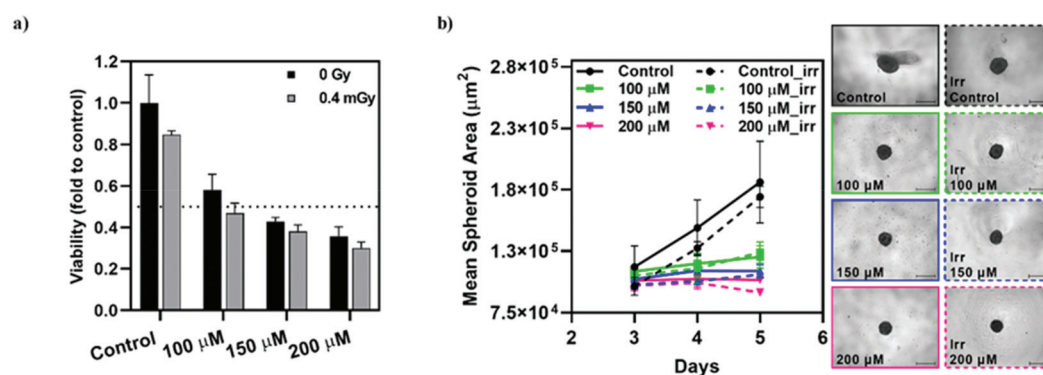 a)
Viability (fold to control)
1.2
1.0
0.8
0.6
0.4
0.2
0.0
0 Gy
0.4 mGy
Control
100 µM
150 µM
200 µM
b)
Mean Spheroid Area (µm²)
2.8×10⁵
2.3×10⁵
1.8×10⁵
1.3×10⁵
7.5×10⁴
Control
100 µM
150 µM
200 µM
Control_irr
100 µM_irr
150 µM_irr
200 µM_irr
2 3 4 5 6
Days
Control
Irr
Control
100 µM
Irr
100 µM
150 µM
Irr
150 µM
200 µM
Irr
200 µM